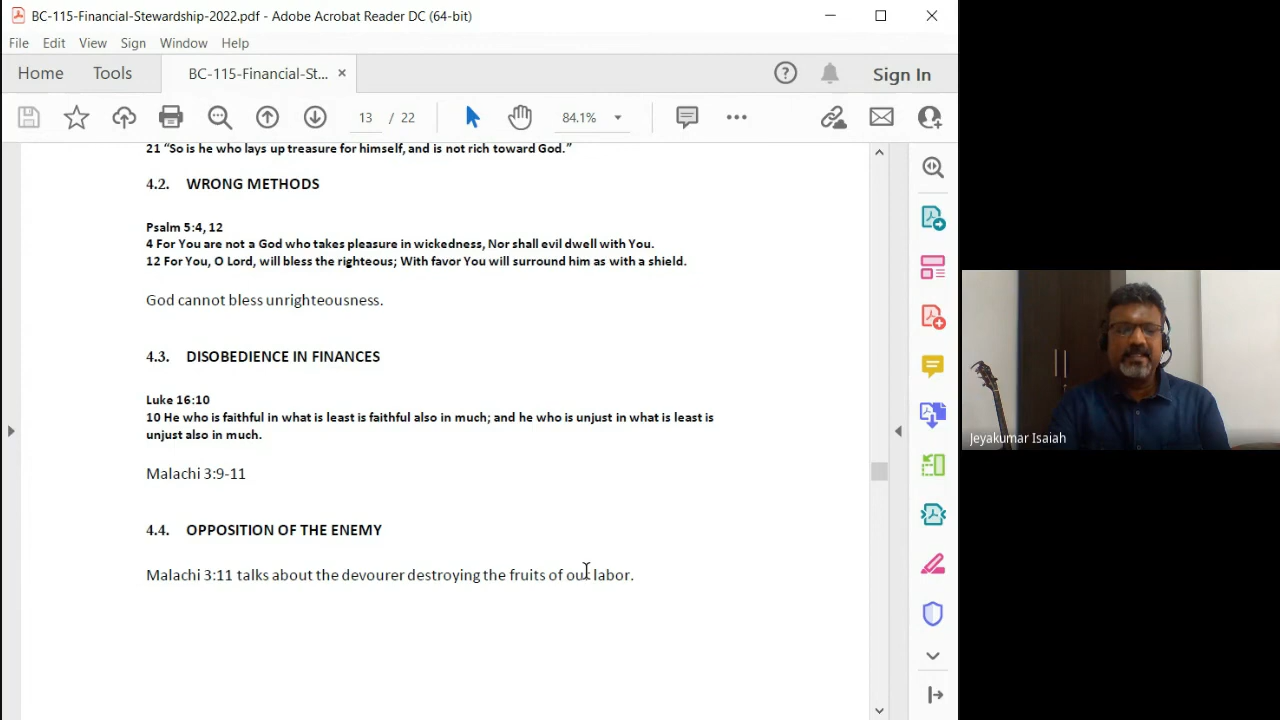 BC-115-Financial-Stewardship-2022.pdf - Adobe Acrobat Reader DC (64-bit)
File Edit View Sign Window Help
Home Tools BC-115-Financial-St... × Sign In
13 / 22 84.1%
21 “So is he who lays up treasure for himself, and is not rich toward God.”
4.2. WRONG METHODS
Psalm 5:4, 12
4 For You are not a God who takes pleasure in wickedness, Nor shall evil dwell with You.
12 For You, O Lord, will bless the righteous; With favor You will surround him as with a shield.
God cannot bless unrighteousness.
4.3. DISOBEDIENCE IN FINANCES
Luke 16:10
10 He who is faithful in what is least is faithful also in much; and he who is unjust in what is least is
unjust also in much.
Jeyakumar Isaiah
Malachi 3:9-11
4.4. OPPOSITION OF THE ENEMY
Malachi 3:11 talks about the devourer destroying the fruits of our labor.